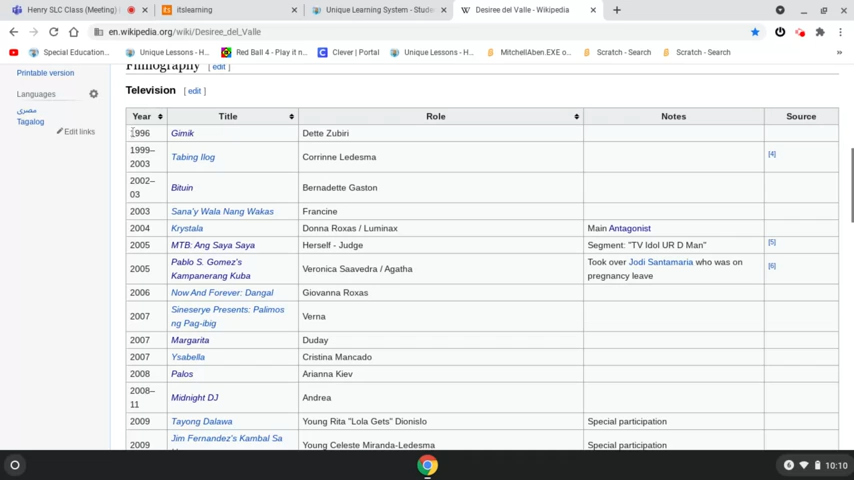 Henry SLC Class (Meeting) |
itslearning
Unique Learning System - Stude
Desiree del Valle - Wikipedia
en.wikipedia.org/wiki/Desiree_del_Valle
Special Education...
Unique Lessons - H...
Red Ball 4 - Play it n...
Clever | Portal
Unique Lessons - H...
MitchellAben.EXE o...
Scratch - Search
Scratch - Search
Printable version
Languages
مصرى
Tagalog
Edit links
Filmography [ edit ]
Television [ edit ]
Year Title Role Notes Source
1996 Gimik Dette Zubiri
1999–
2003 Tabing Ilog Corrinne Ledesma [4]
2002–
03 Bituin Bernadette Gaston
2003 Sana'y Wala Nang Wakas Francine
2004 Krystala Donna Roxas / Luminax Main Antagonist
2005 MTB: Ang Saya Saya Herself - Judge Segment: "TV Idol UR D Man" [5]
2005 Pablo S. Gomez's
Kampanerang Kuba Veronica Saavedra / Agatha Took over Jodi Santamaria who was on
pregnancy leave [6]
2006 Now And Forever: Dangal Giovanna Roxas
2007 Sineserye Presents: Palimos
ng Pag-ibig Verna
2007 Margarita Duday
2007 Ysabella Cristina Mancado
2008 Palos Arianna Kiev
2008–
11 Midnight DJ Andrea
2009 Tayong Dalawa Young Rita "Lola Gets" Dionislo Special participation
2009 Jim Fernandez's Kambal Sa
Young Celeste Miranda-Ledesma Special participation
6
10:10